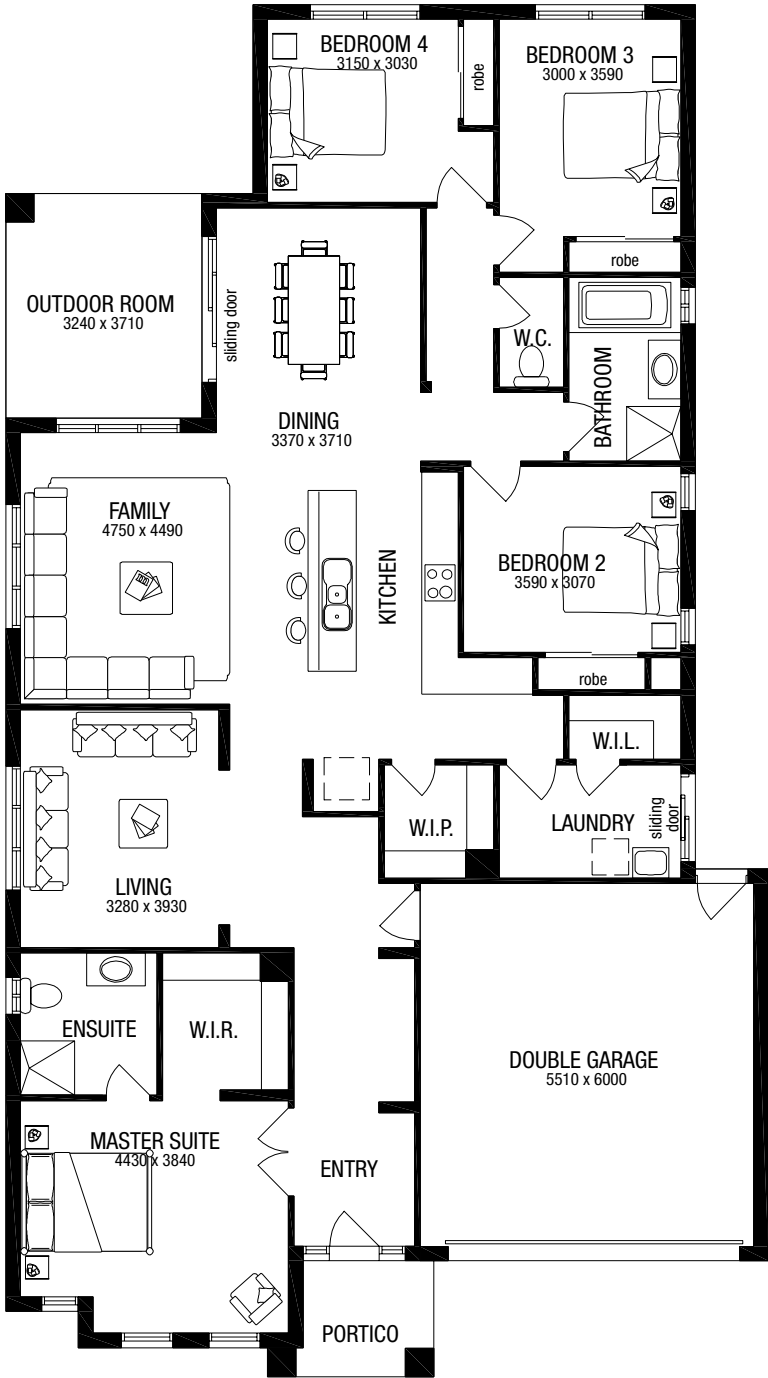 BEDROOM 4
3150 x 3030
robe
BEDROOM 3
3000 x 3590
robe
OUTDOOR ROOM
3240 x 3710
sliding door
W.C.
BATHROOM
DINING
3370 x 3710
FAMILY
4750 x 4490
KITCHEN
BEDROOM 2
3590 x 3070
robe
W.I.L.
W.I.P.
LAUNDRY
sliding
door
LIVING
3280 x 3930
ENSUITE
W.I.R.
DOUBLE GARAGE
5510 x 6000
MASTER SUITE
4430 x 3840
ENTRY
PORTICO